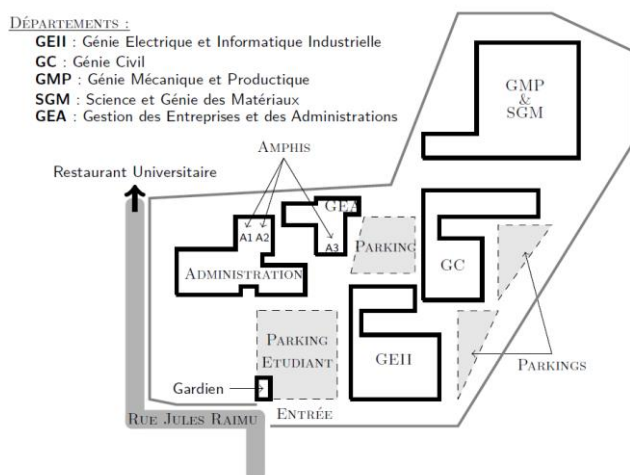 DÉPARTEMENTS :
GEII : Génie Electrique et Informatique Industrielle
GC : Génie Civil
GMP : Génie Mécanique et Productique
SGM : Science et Génie des Matériaux
GEA : Gestion des Entreprises et des Administrations
GMP
&
SGM
AMPHIS
Restaurant Universitaire
GEA
A1 A2
A3
PARKING
ADMINISTRATION
GC
PARKING
ETUDIANT
GEII
PARKINGS
Gardien
RUE JULES RAIMU
ENTRÉE